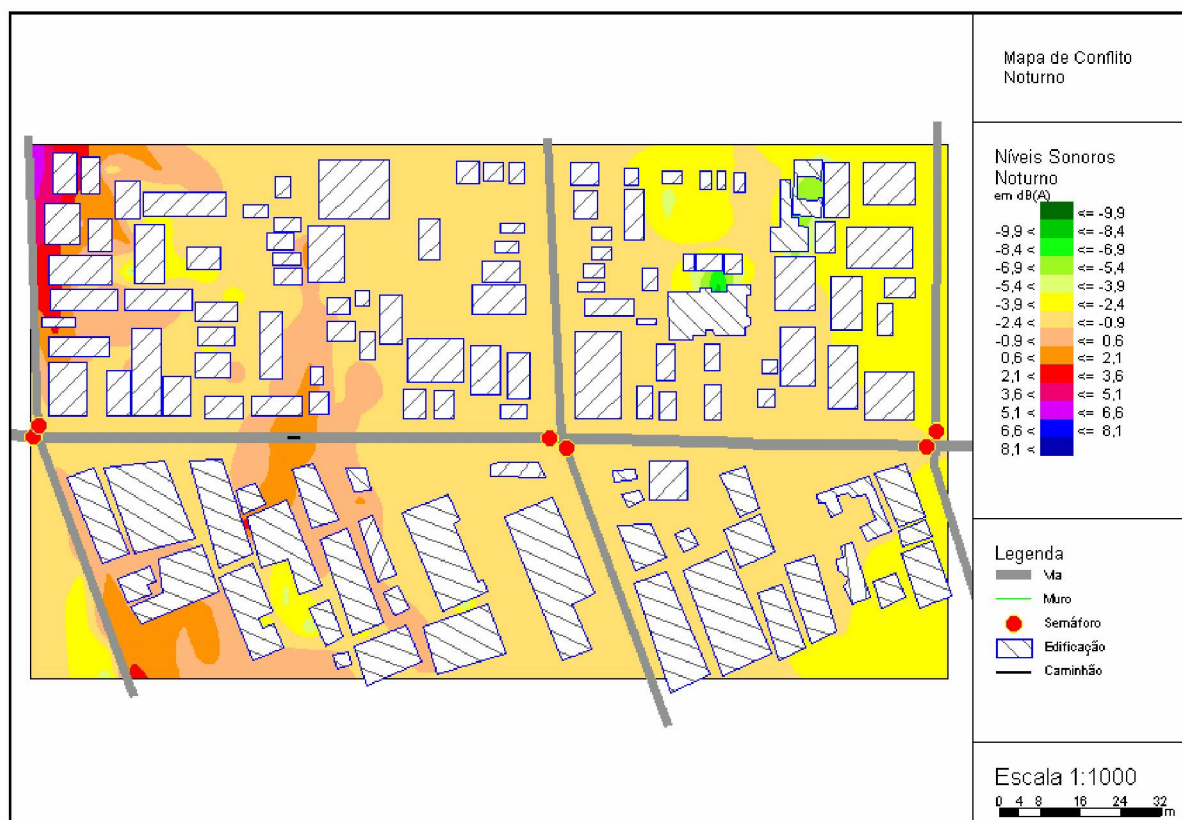 Mapa de Conflito
Noturno
Níveis Sonoros
Noturno
em dB(A)
<= -9,9
-9,9 < <= -8,4
-8,4 < <= -6,9
-6,9 < <= -5,4
-5,4 < <= -3,9
-3,9 < <= -2,4
-2,4 < <= -0,9
-0,9 < <= 0,6
0,6 < <= 2,1
2,1 < <= 3,6
3,6 < <= 5,1
5,1 < <= 6,6
6,6 < <= 8,1
8,1 <
Legenda
Via
Muro
Semáforo
Edificação
Caminhão
Escala 1:1000
0 4 8 16 24 32
m